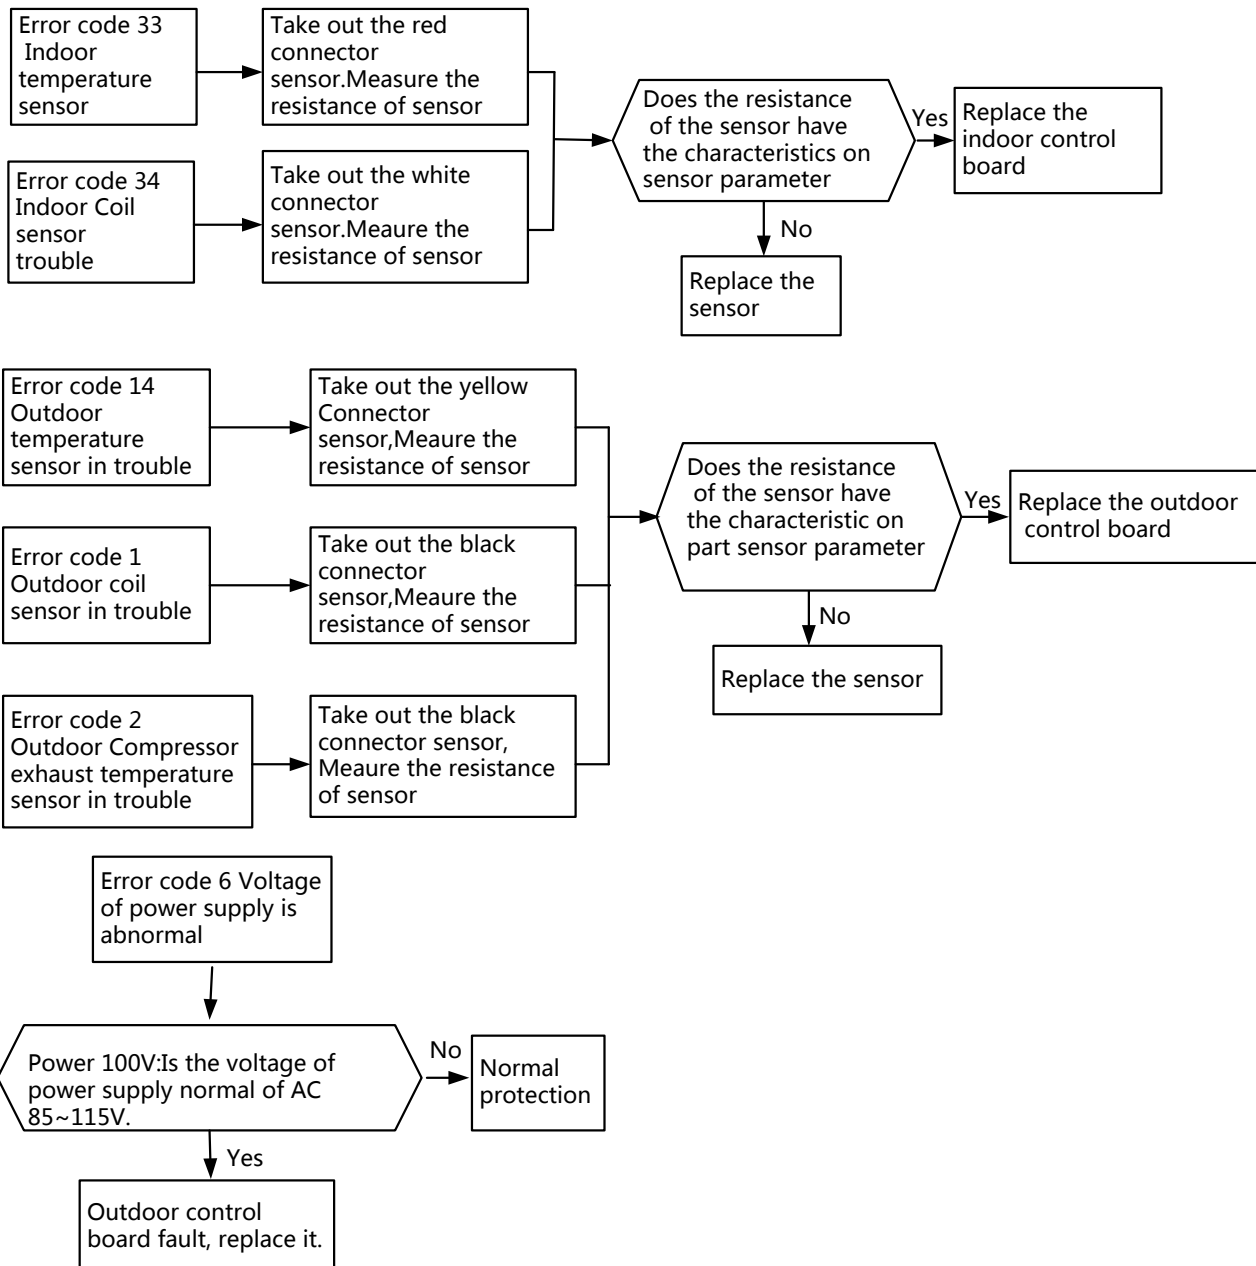 Error code 33
Indoor
temperature
sensor
Take out the red
connector
sensor.Measure the
resistance of sensor
Does the resistance
of the sensor have
the characteristics on
sensor parameter
Yes
Replace the
indoor control
board
Error code 34
Indoor Coil
sensor
trouble
Take out the white
connector
sensor.Meaure the
resistance of sensor
No
Replace the
sensor
Error code 14
Outdoor
temperature
sensor in trouble
Take out the yellow
Connector
sensor,Meaure the
resistance of sensor
Does the resistance
of the sensor have
the characteristic on
part sensor parameter
Yes
Replace the outdoor
control board
Error code 1
Outdoor coil
sensor in trouble
Take out the black
connector
sensor,Meaure the
resistance of sensor
No
Replace the sensor
Error code 2
Outdoor Compressor
exhaust temperature
sensor in trouble
Take out the black
connector sensor,
Meaure the resistance
of sensor
Error code 6 Voltage
of power supply is
abnormal
Power 100V:Is the voltage of
power supply normal of AC
85~115V.
No
Normal
protection
Yes
Outdoor control
board fault, replace it.